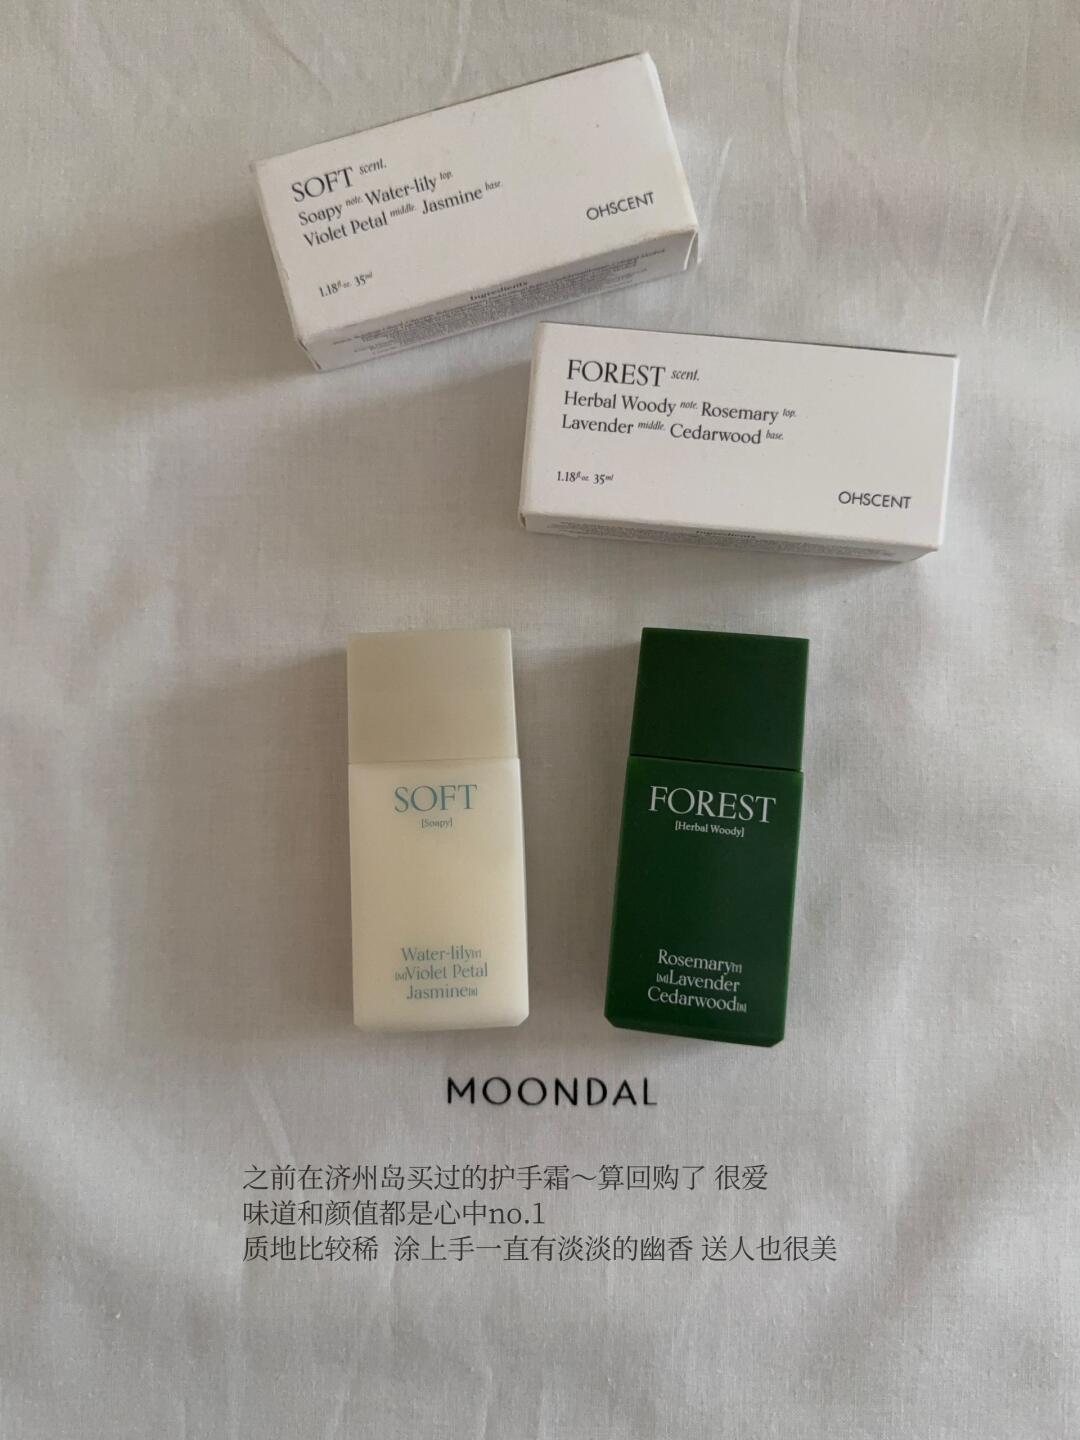 SOFT scent.
Soapy note. Water-lily top.
Violet Petal middle. Jasmine base.
OHSCENT
1.18fl·oz. 35ml
Ingredients
FOREST scent.
Herbal Woody note. Rosemary top.
Lavender middle. Cedarwood base.
1.18fl·oz. 35ml
OHSCENT
Ingredients
SOFT
[Soapy]
Water-lily[T]
[M]Violet Petal
Jasmine[B]
FOREST
[Herbal Woody]
Rosemary[T]
[M]Lavender
Cedarwood[B]
MOONDAL
之前在济州岛买过的护手霜～算回购了 很爱
味道和颜值都是心中no.1
质地比较稀 涂上手一直有淡淡的幽香 送人也很美